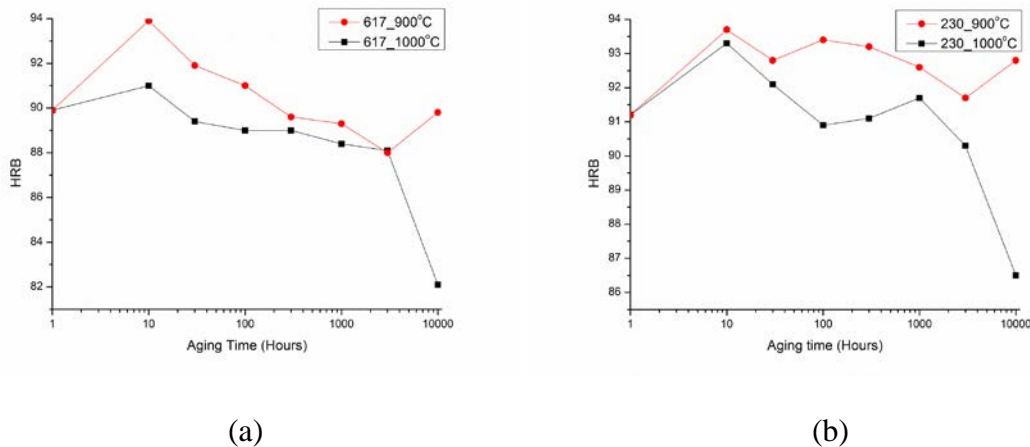 94
92
90
88
86
84
82
HRB
617_900°C
617_1000°C
1 10 100 1000 10000
Aging Time (Hours)
(a)
94
93
92
91
90
89
88
87
86
HRB
230_900°C
230_1000°C
1 10 100 1000 10000
Aging time (Hours)
(b)